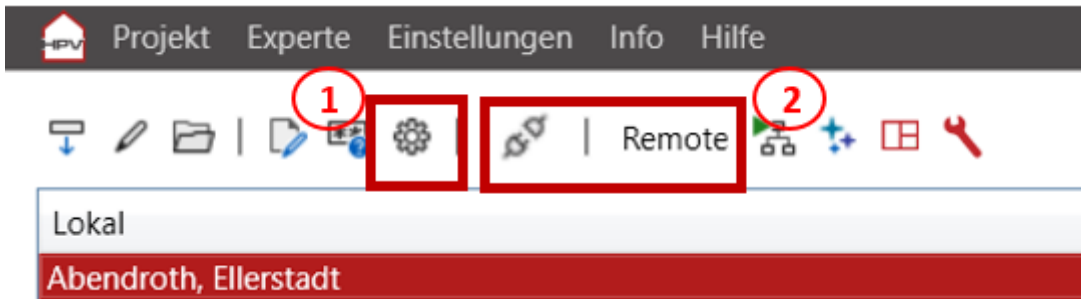 HPV Projekt Experte Einstellungen Info Hilfe
1 2
** Remote
Lokal
Abendroth, Ellerstadt